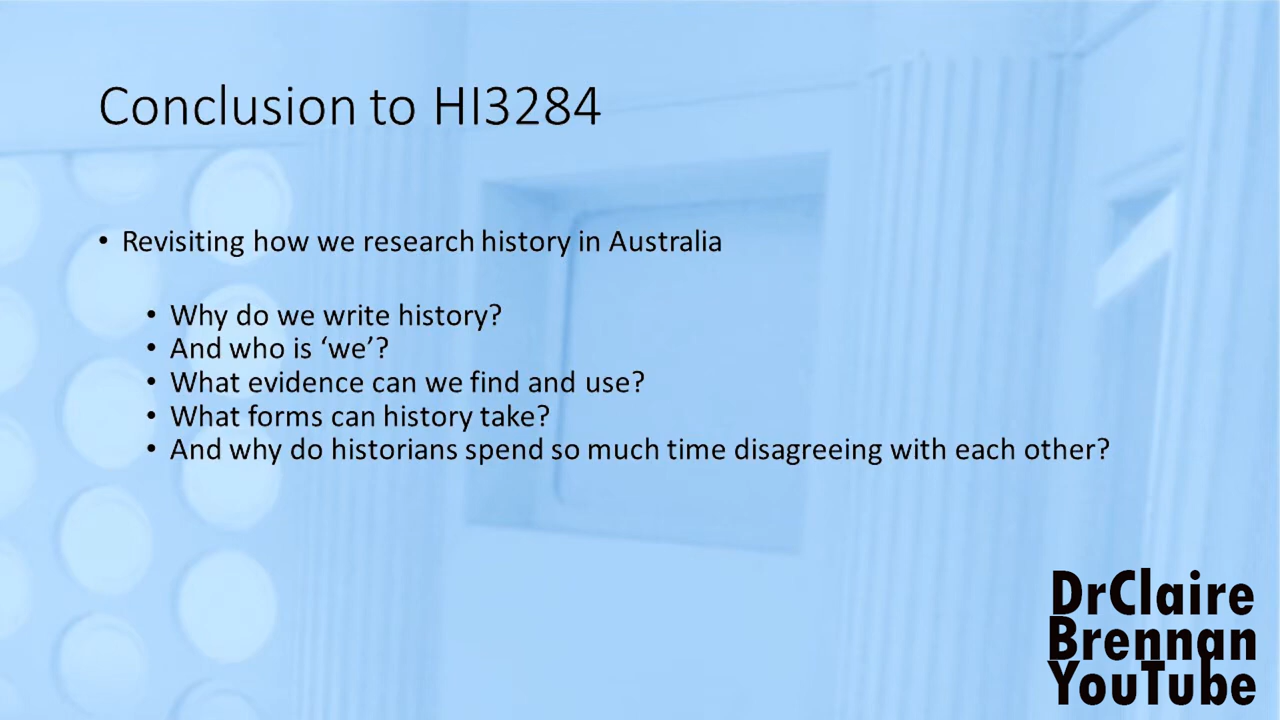 Conclusion to HI3284
• Revisiting how we research history in Australia
• Why do we write history?
• And who is ‘we’?
• What evidence can we find and use?
• What forms can history take?
• And why do historians spend so much time disagreeing with each other?
DrClaire
Brennan
YouTube